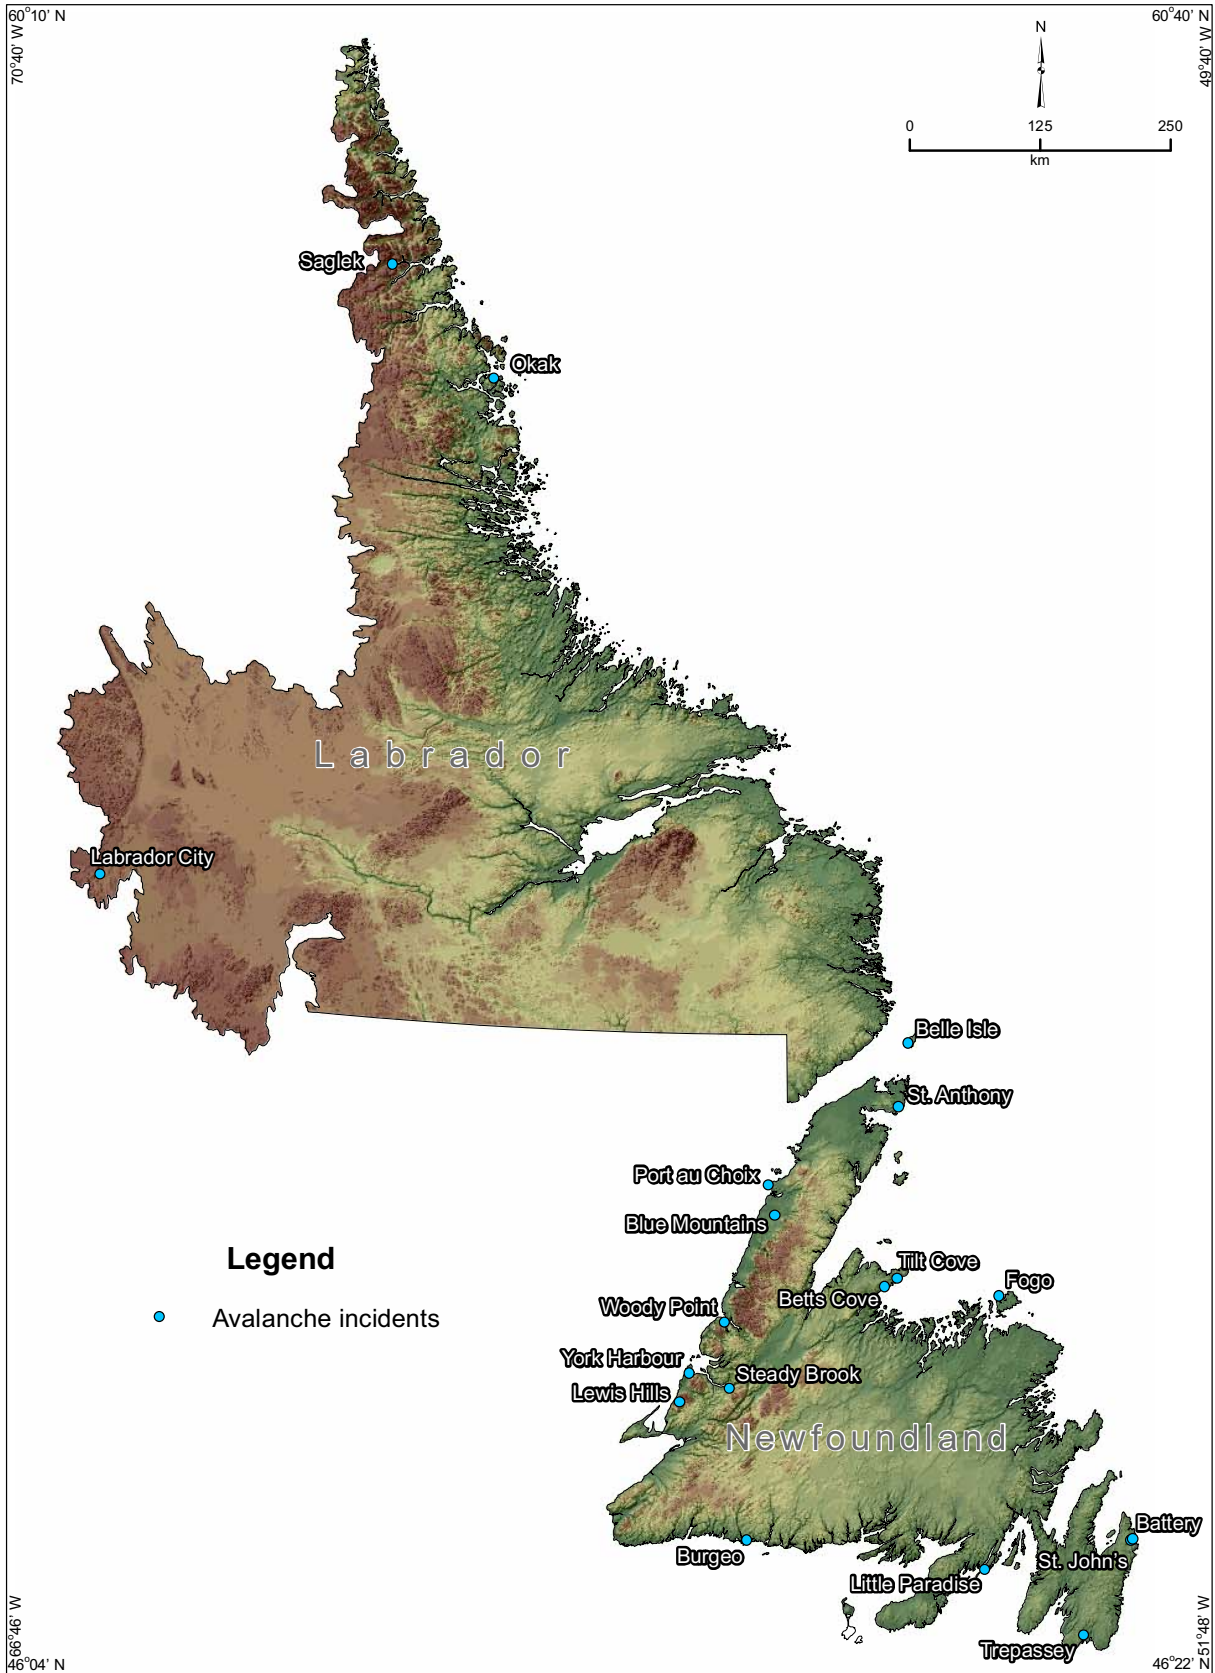 60°10' N
60°40' N
70°40' W
49°40' W
N
0 125 250
km
Saglek
Okak
Labrador
Labrador City
Belle Isle
St. Anthony
Port au Choix
Blue Mountains
Legend
Tilt Cove
Fogo
Betts Cove
Woody Point
Avalanche incidents
York Harbour
Steady Brook
Lewis Hills
Newfoundland
Battery
Burgeo
St. John's
Little Paradise
Trepassey
66°46' W
51°48' W
46°04' N
46°22' N